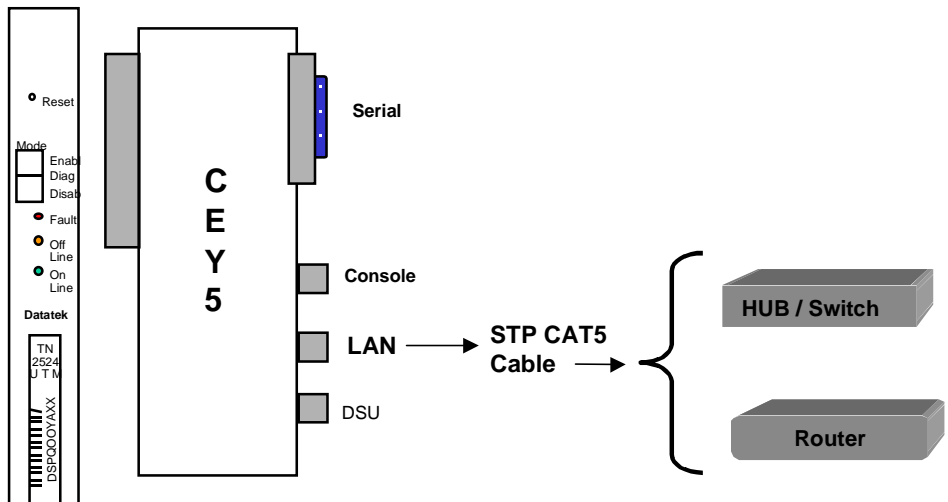 Reset
Mode
Enabl
Diag
Disab
Fault
Off
Line
On
Line
Datatek
TN
2524
U T M
DSPQOOYAXX
C
E
Y
5
Serial
Console
LAN
DSU
STP CAT5
Cable
HUB / Switch
Router